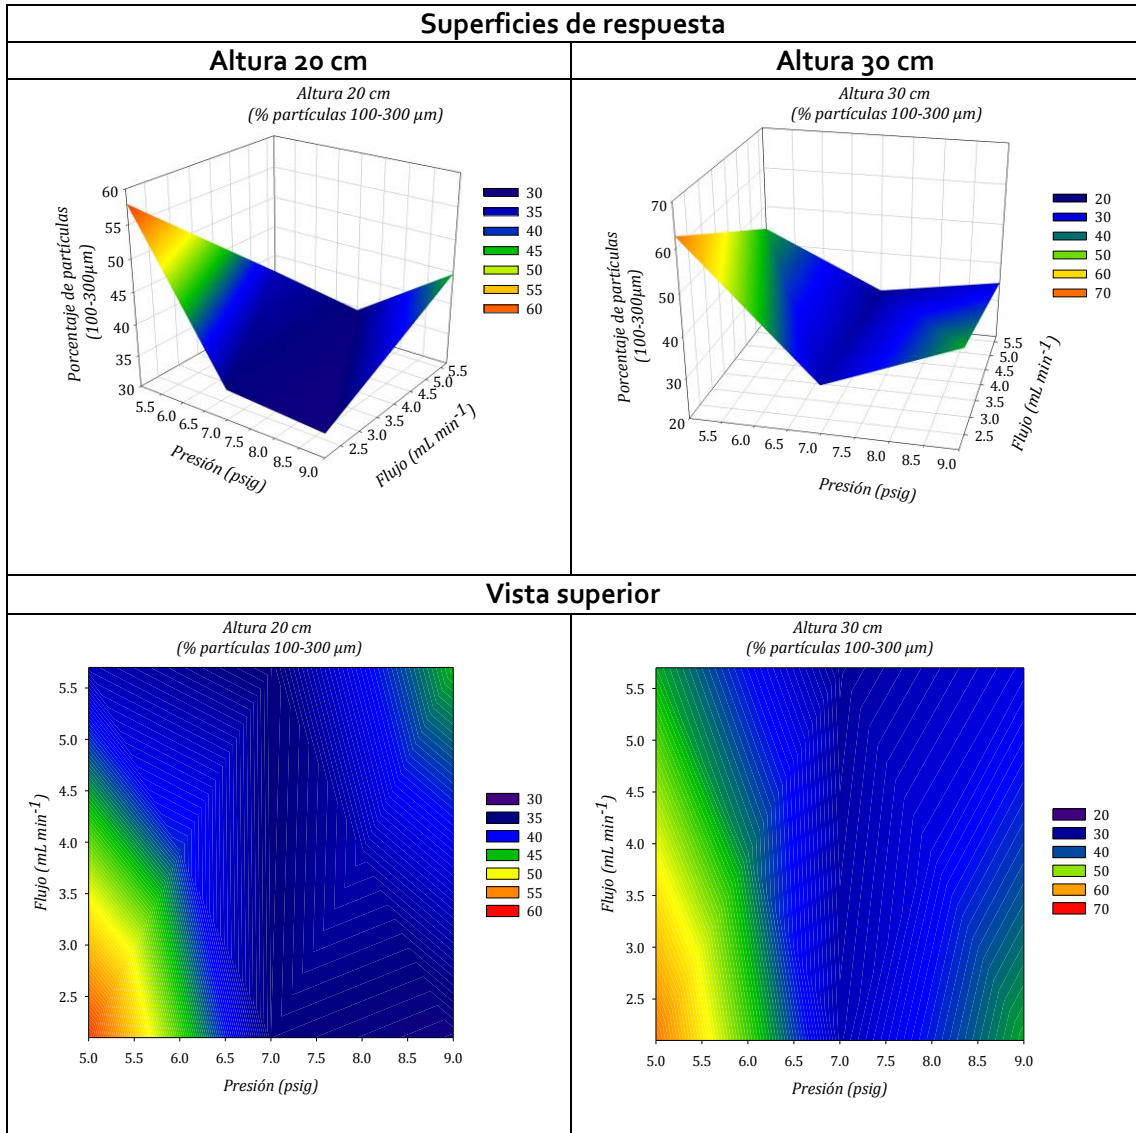 Superficies de respuesta
Altura 20 cm
Altura 30 cm
Altura 20 cm
(% partículas 100-300 µm)
Porcentaje de partículas
(100-300µm)
60
55
50
45
40
35
30
5.5 6.0 6.5 7.0 7.5 8.0 8.5 9.0
Presión (psig)
2.5 3.0 3.5 4.0 4.5 5.0 5.5
Flujo (mL min-1)
30
35
40
45
50
55
60
Altura 30 cm
(% partículas 100-300 µm)
Porcentaje de partículas
(100-300µm)
70
60
50
40
30
20
5.5 6.0 6.5 7.0 7.5 8.0 8.5 9.0
Presión (psig)
5.5
5.0
4.5
4.0
3.5
3.0
2.5
Flujo (mL min-1)
20
30
40
50
60
70
Vista superior
Altura 20 cm
(% partículas 100-300 µm)
Flujo (mL min-1)
5.5
5.0
4.5
4.0
3.5
3.0
2.5
5.0 5.5 6.0 6.5 7.0 7.5 8.0 8.5 9.0
Presión (psig)
30
35
40
45
50
55
60
Altura 30 cm
(% partículas 100-300 µm)
Flujo (mL min-1)
5.5
5.0
4.5
4.0
3.5
3.0
2.5
5.0 5.5 6.0 6.5 7.0 7.5 8.0 8.5 9.0
Presión (psig)
20
30
40
50
60
70